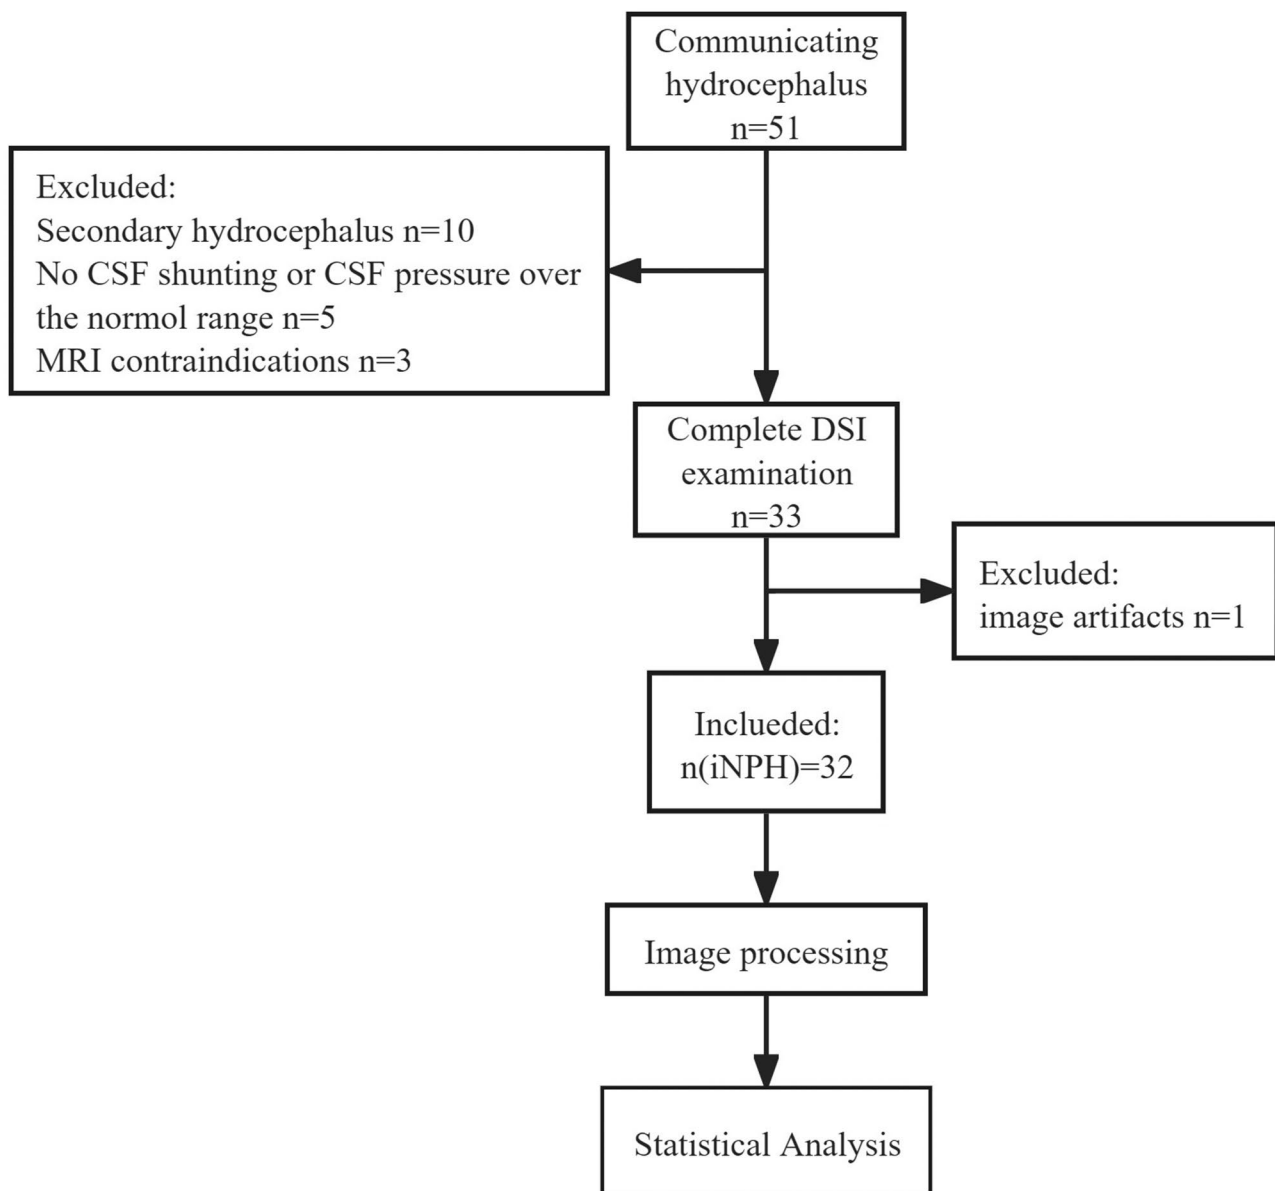 Communicating
hydrocephalus
n=51
Excluded:
Secondary hydrocephalus n=10
No CSF shunting or CSF pressure over
the normol range n=5
MRI contraindications n=3
Complete DSI
examination
n=33
Excluded:
image artifacts n=1
Inclueded:
n(iNPH)=32
Image processing
Statistical Analysis